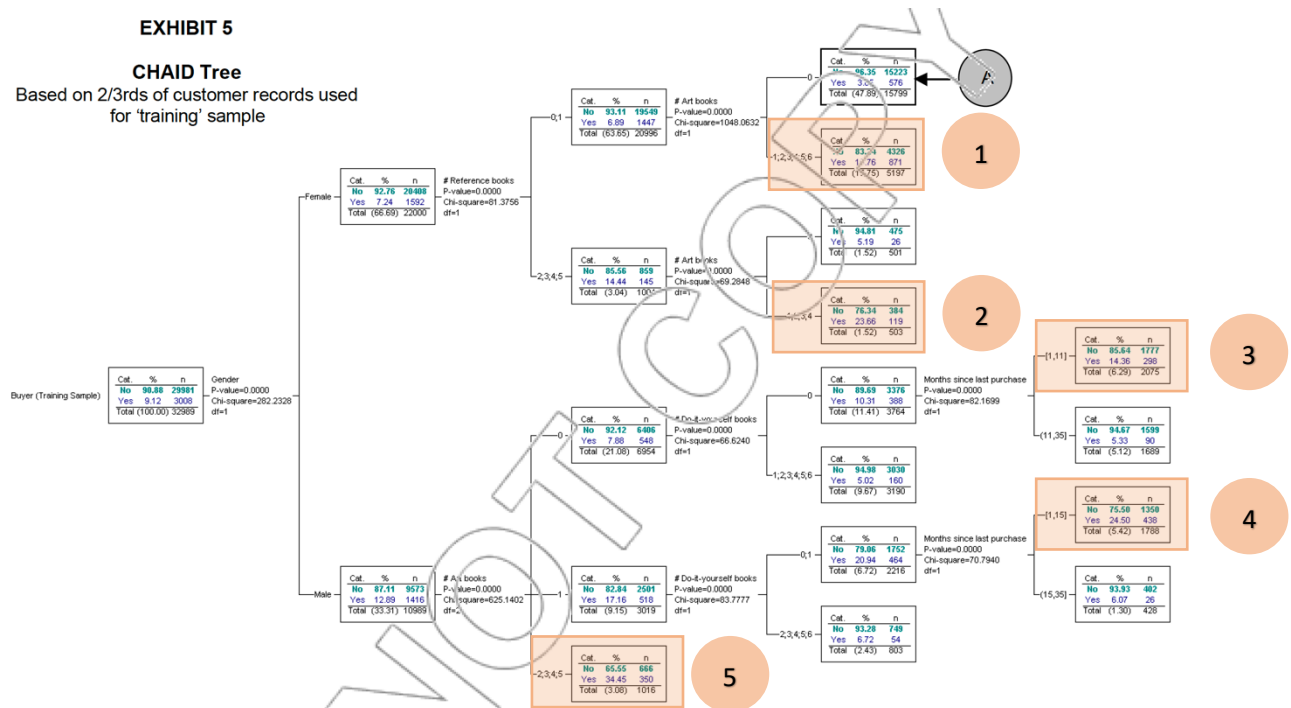 EXHIBIT 5
CHAID Tree
Based on 2/3rds of customer records used
for 'training' sample
Buyer (Training Sample)
Cat. % n
No 90.88 29981
Yes 9.12 3008
Total (100.00) 32989
Gender
P-value=0.0000
Chi-square=282.2328
df=1
Female
Cat. % n
No 92.76 20408
Yes 7.24 1592
Total (66.69) 22000
# Reference books
P-value=0.0000
Chi-square=81.3756
df=1
0;1
Cat. % n
No 93.11 19549
Yes 6.89 1447
Total (63.65) 20996
# Art books
P-value=0.0000
Chi-square=1048.0632
df=1
0
Cat. % n
No 96.35 15223
Yes 576
Total (47.89) 15799
Cat. % n
No 4326
Yes 871
Total 5197
1
2;3;4;5
Cat. % n
No 85.56 859
Yes 14.44 145
Total (3.04)
# Art books
Chi-square=69.2848
df=1
Cat. % n
No 94.81 475
Yes 5.19 26
Total (1.52) 501
Cat. % n
No 76.34 384
Yes 23.66 119
Total (1.52) 503
2
Male
Cat. % n
No 87.11 9573
Yes 12.89 1416
Total (33.31) 10989
P-value=0.0000
Chi-square=625.1402
0
Cat. % n
No 92.12 6406
Yes 7.88 548
Total (21.08) 6954
# Do-it-yourself books
P-value=0.0000
Chi-square=66.6240
df=1
0
Cat. % n
No 89.69 3376
Yes 10.31 388
Total (11.41) 3764
Months since last purchase
P-value=0.0000
Chi-square=82.1699
df=1
[1,11]
Cat. % n
No 85.64 1777
Yes 14.36 298
Total (6.29) 2075
3
(11,35]
Cat. % n
No 94.67 1599
Yes 5.33 90
Total (5.12) 1689
1;2;3;4;5;6
Cat. % n
No 94.98 3030
Yes 5.02 160
Total (9.67) 3190
1
Cat. % n
No 82.84 2501
Yes 17.16 518
Total (9.15) 3019
# Do-it-yourself books
P-value=0.0000
Chi-square=83.7777
df=1
0;1
Cat. % n
No 79.06 1752
Yes 20.94 464
Total (6.72) 2216
Months since last purchase
P-value=0.0000
Chi-square=70.7940
df=1
[1,15]
Cat. % n
No 75.50 1350
Yes 24.50 438
Total (5.42) 1788
4
(15,35]
Cat. % n
No 93.93 402
Yes 6.07 26
Total (1.30) 428
2;3;4;5;6
Cat. % n
No 93.28 749
Yes 6.72 54
Total (2.43) 803
2;3;4;5
Cat. % n
No 65.55 666
Yes 34.45 350
Total (3.08) 1016
5
NOT COPY